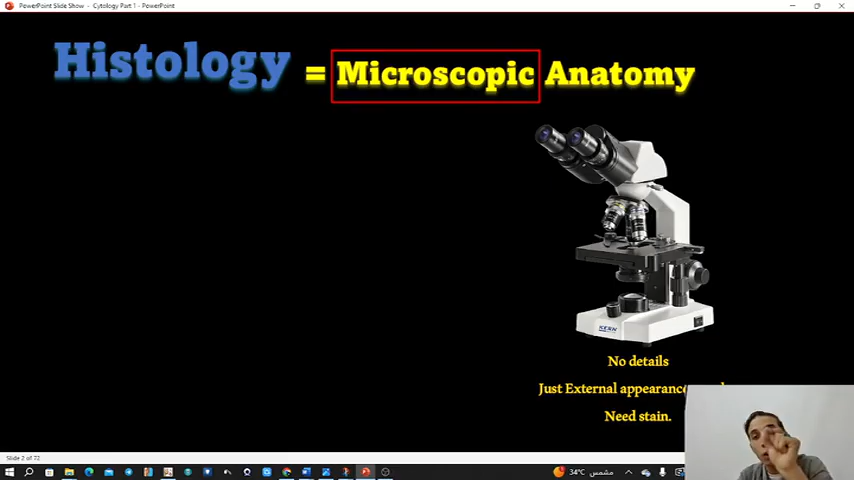 PowerPoint Slide Show - Cytology Part 1 - PowerPoint
Histology = Microscopic Anatomy
KERN
No details
Just External appearance
Need stain.
Slide 2 of 72
34°C مشمس